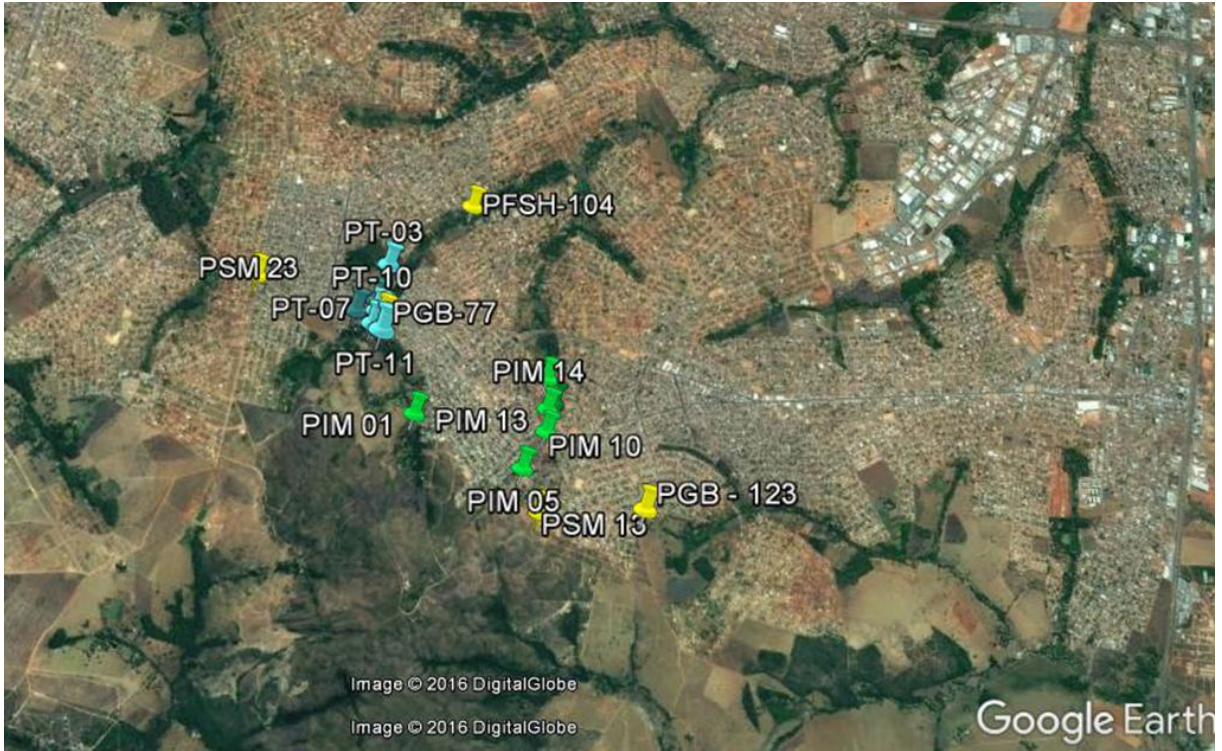 PFSH-104
PT-03
PSM 23
PT-10
PT-07
PGB-77
PT-11
PIM 14
PIM 01
PIM 13
PIM 10
PIM 05
PGB - 123
PSM 13
Image © 2016 DigitalGlobe
Image © 2016 DigitalGlobe
Google Earth